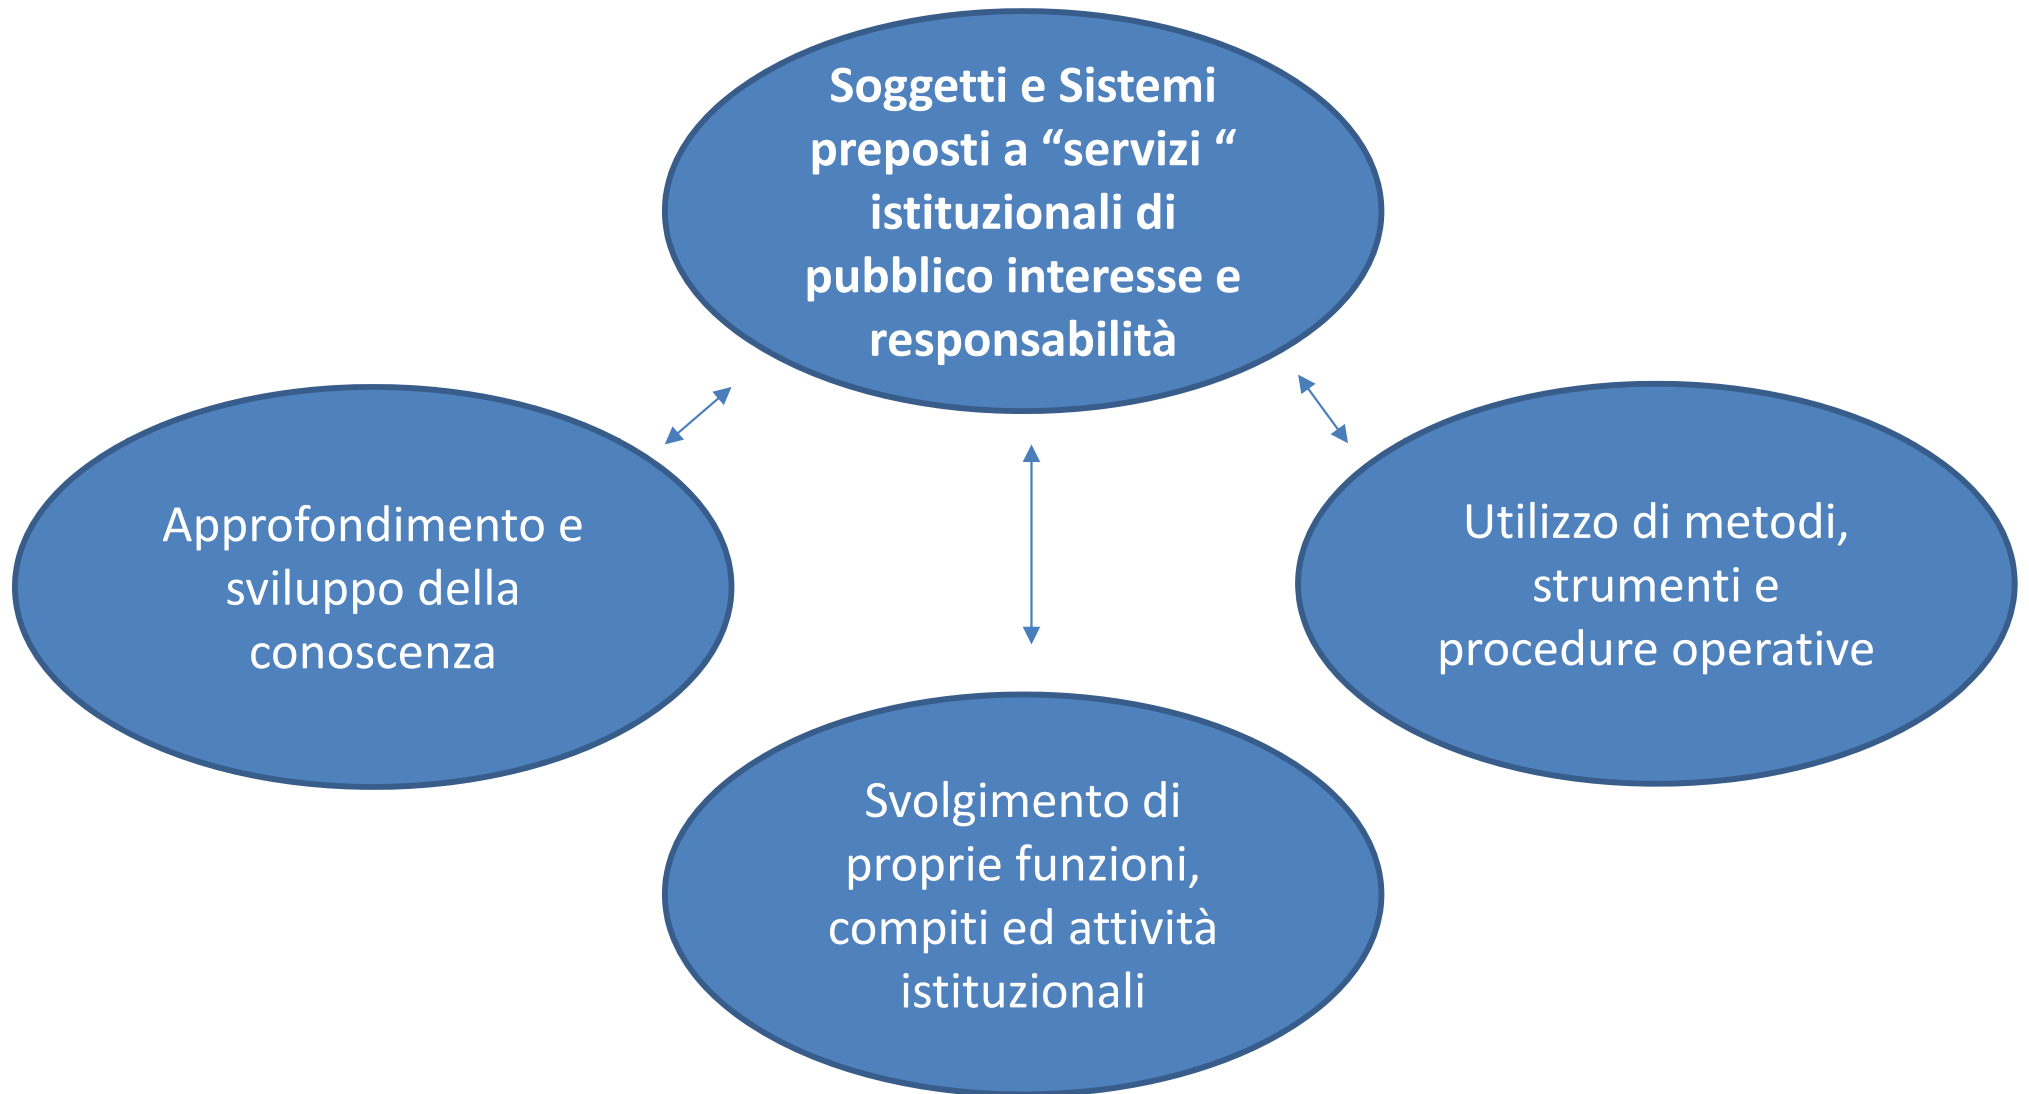 Soggetti e Sistemi
preposti a “servizi “
istituzionali di
pubblico interesse e
responsabilità
Approfondimento e
sviluppo della
conoscenza
Utilizzo di metodi,
strumenti e
procedure operative
Svolgimento di
proprie funzioni,
compiti ed attività
istituzionali